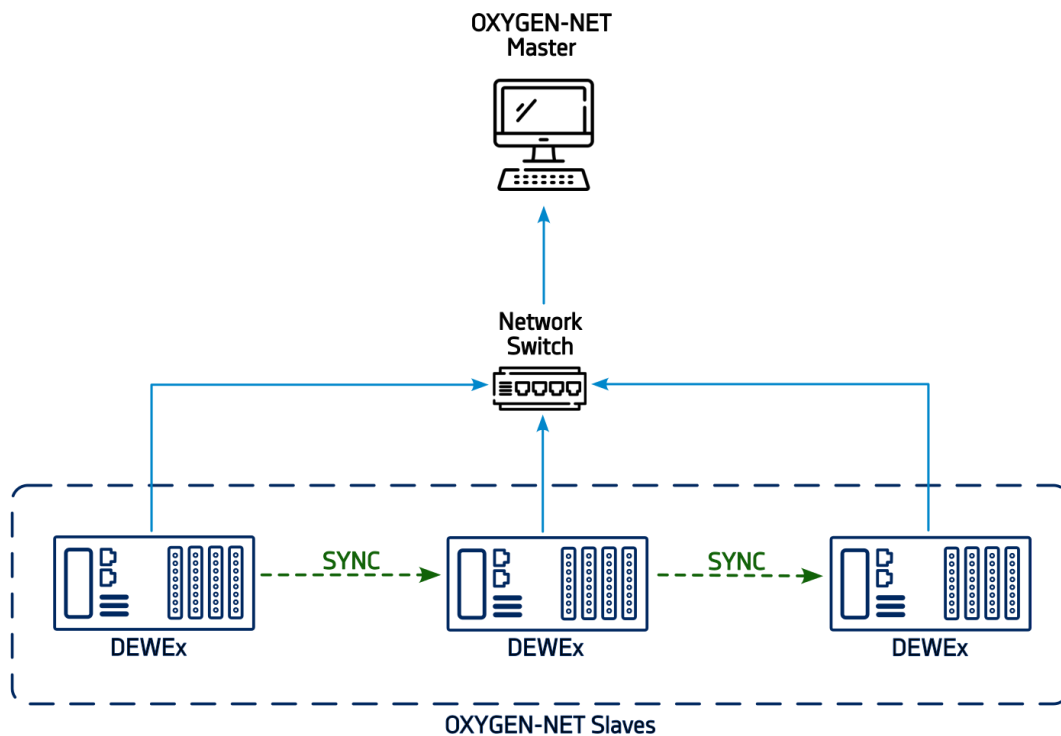 OXYGEN-NET
Master
Network
Switch
SYNC
SYNC
DEWEx
DEWEx
DEWEx
OXYGEN-NET Slaves